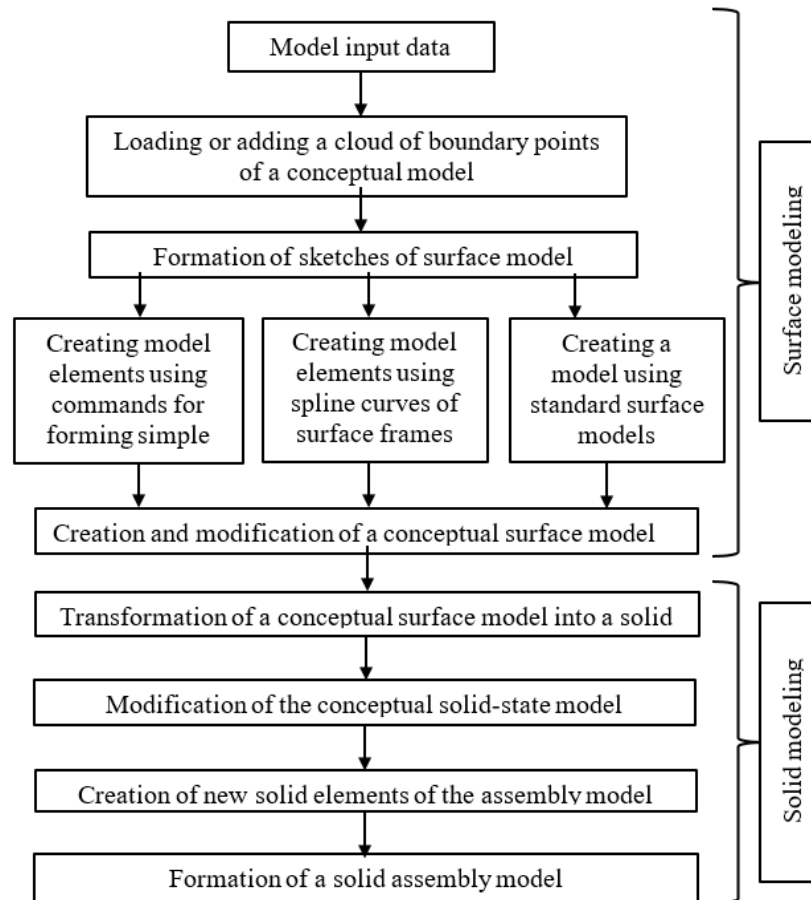 Model input data
Loading or adding a cloud of boundary points
of a conceptual model
Formation of sketches of surface model
Creating model
elements using
commands for
forming simple
Creating model
elements using
spline curves of
surface frames
Creating a
model using
standard surface
models
Creation and modification of a conceptual surface model
Surface modeling
Transformation of a conceptual surface model into a solid
Modification of the conceptual solid-state model
Creation of new solid elements of the assembly model
Formation of a solid assembly model
Solid modeling